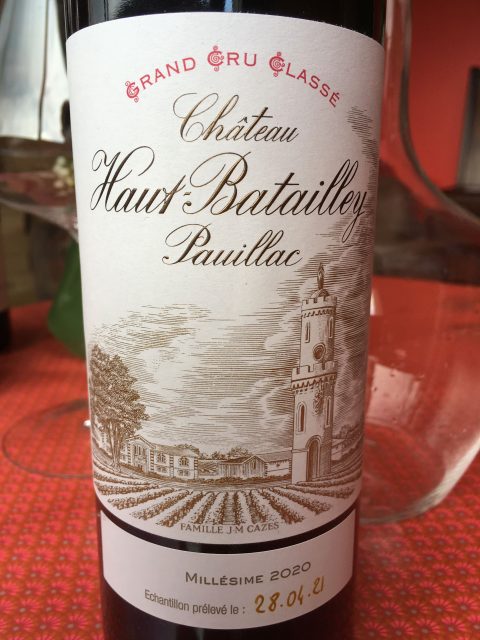 GRAND CRU CLASSÉ
Château
Haut-Batailley
Pauillac
FAMILLE J-M CAZES
MILLÉSIME 2020
Echantillon prélevé le : 28.04.21